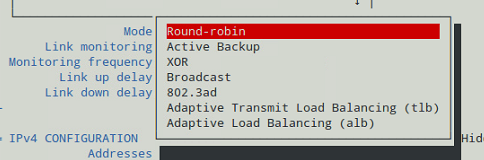 Mode Round-robin
Link monitoring Active Backup
Monitoring frequency XOR
Link up delay Broadcast
Link down delay 802.3ad
Adaptive Transmit Load Balancing (tlb)
Adaptive Load Balancing (alb)
IPv4 CONFIGURATION
Addresses